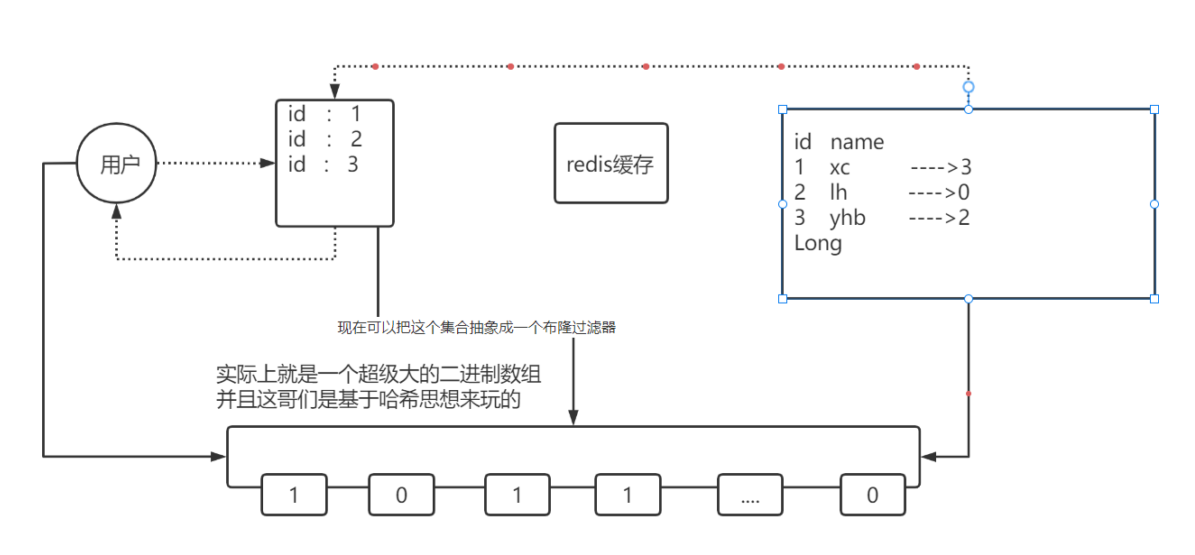 用户
id : 1
id : 2
id : 3
redis缓存
id name
1 xc ---->3
2 lh ---->0
3 yhb ---->2
Long
现在可以把这个集合抽象成一个布隆过滤器
实际上就是一个超级大的二进制数组
并且这哥们是基于哈希思想来玩的
1 0 1 1 .... 0